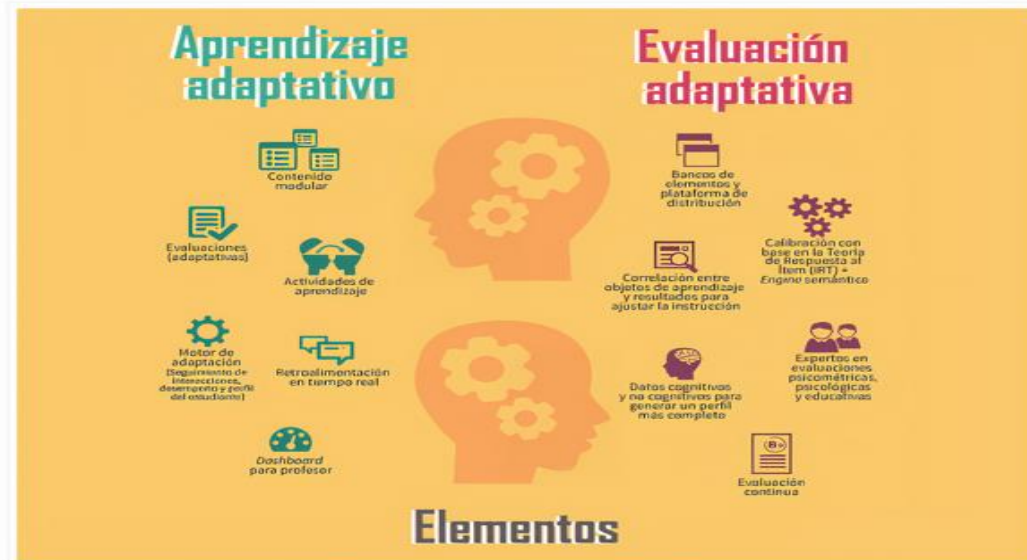 Aprendizaje
adaptativo
Contenido
modular
Evaluaciones
(adaptativas)
Actividades de
aprendizaje
Motor de
adaptación
(Seguimiento de
interacciones,
desempeño y perfil
del estudiante)
Retroalimentación
en tiempo real
Dashboard
para profesor
Evaluación
adaptativa
Bancos de
elementos y
plataforma de
distribución
Calibración con
base en la Teoría
de Respuesta al
Ítem (IRT) +
Engine semántico
Correlación entre
objetos de aprendizaje
y resultados para
ajustar la instrucción
Datos cognitivos
y no cognitivos para
generar un perfil
más completo
Expertos en
evaluaciones
psicométricas,
psicológicas
y educativas
Evaluación
continua
Elementos